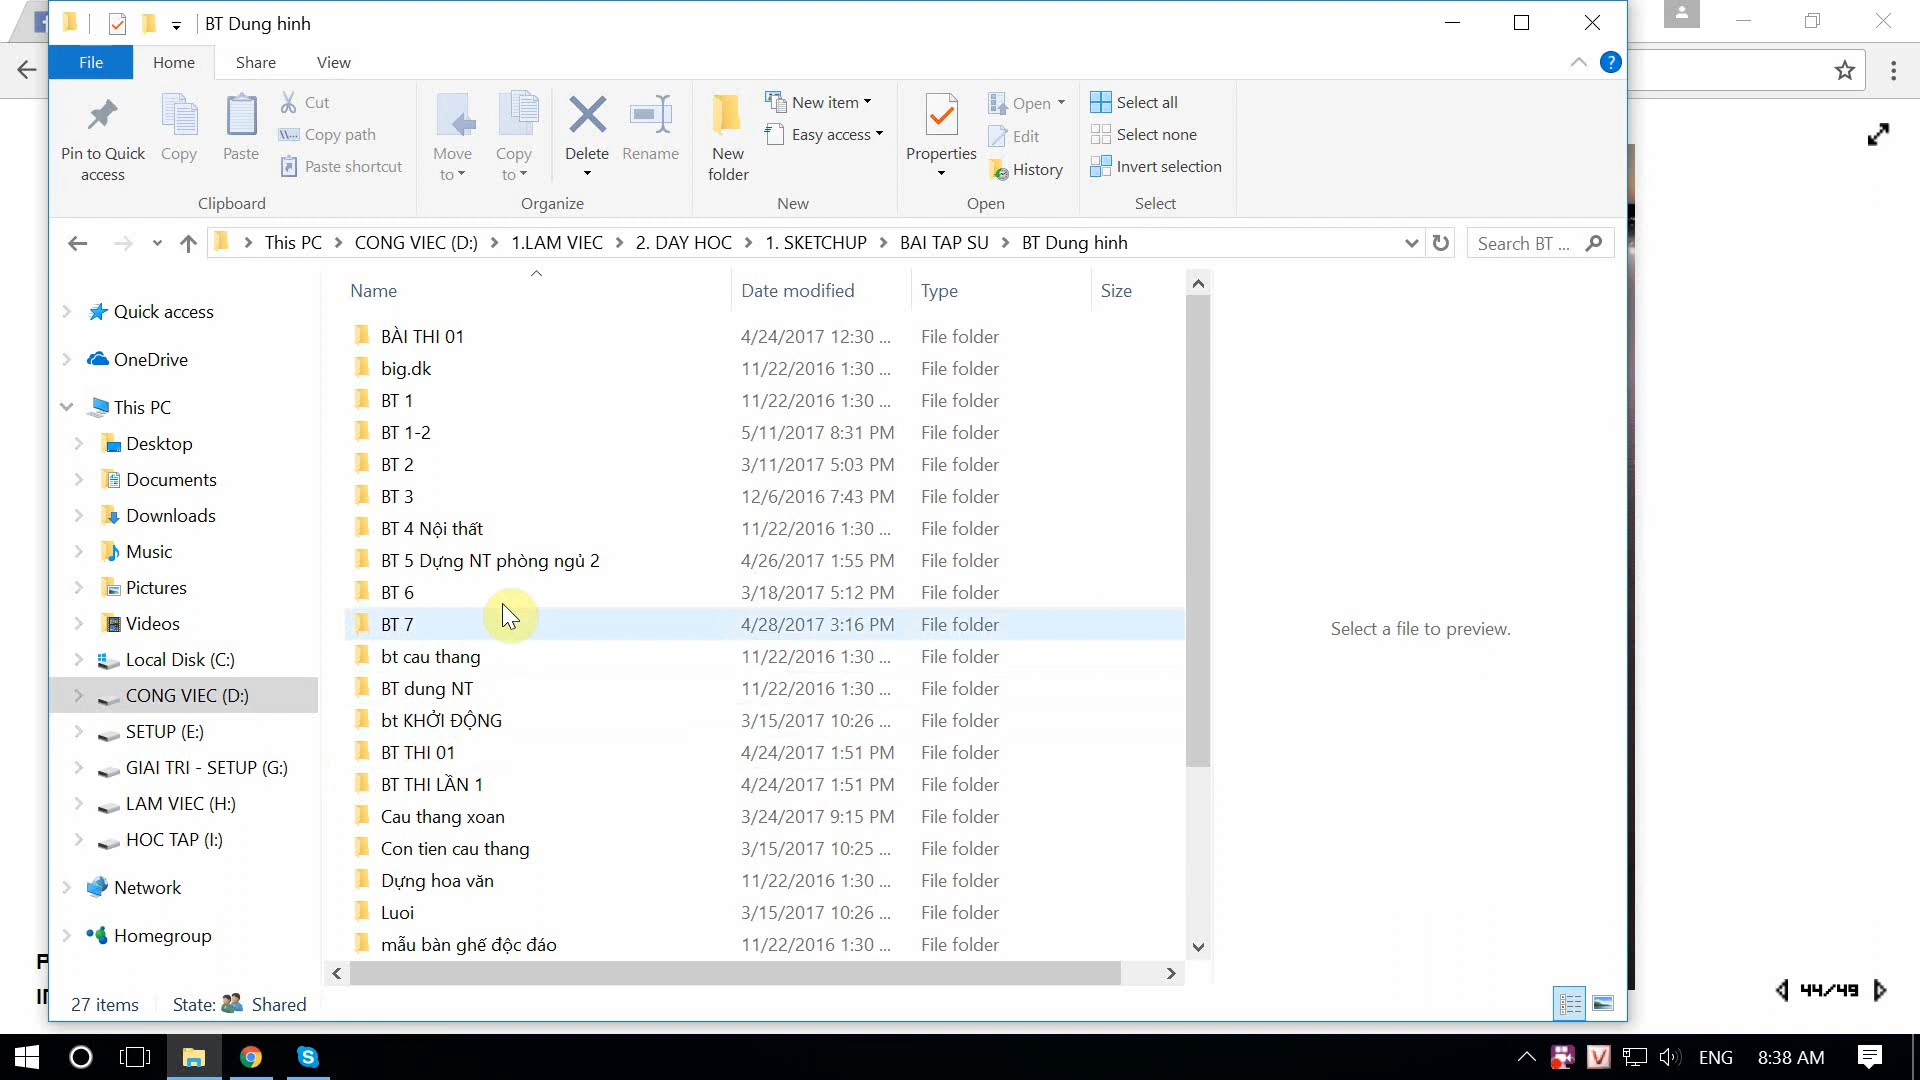 BT Dung hinh
File Home Share View
Pin to Quick access
Copy
Paste
Cut
Copy path
Paste shortcut
Clipboard
Move to
Copy to
Delete
Rename
Organize
New folder
New item
Easy access
New
Properties
Open
Edit
History
Open
Select all
Select none
Invert selection
Select
This PC > CONG VIEC (D:) > 1.LAM VIEC > 2. DAY HOC > 1. SKETCHUP > BAI TAP SU > BT Dung hinh
Search BT ...
Quick access
OneDrive
This PC
Desktop
Documents
Downloads
Music
Pictures
Videos
Local Disk (C:)
CONG VIEC (D:)
SETUP (E:)
GIAI TRI - SETUP (G:)
LAM VIEC (H:)
HOC TAP (I:)
Network
Homegroup
Name Date modified Type Size
BÀI THI 01 4/24/2017 12:30 ... File folder
big.dk 11/22/2016 1:30 ... File folder
BT 1 11/22/2016 1:30 ... File folder
BT 1-2 5/11/2017 8:31 PM File folder
BT 2 3/11/2017 5:03 PM File folder
BT 3 12/6/2016 7:43 PM File folder
BT 4 Nội thất 11/22/2016 1:30 ... File folder
BT 5 Dựng NT phòng ngủ 2 4/26/2017 1:55 PM File folder
BT 6 3/18/2017 5:12 PM File folder
BT 7 4/28/2017 3:16 PM File folder
bt cau thang 11/22/2016 1:30 ... File folder
BT dung NT 11/22/2016 1:30 ... File folder
bt KHỞI ĐỘNG 3/15/2017 10:26 ... File folder
BT THI 01 4/24/2017 1:51 PM File folder
BT THI LẦN 1 4/24/2017 1:51 PM File folder
Cau thang xoan 3/24/2017 9:15 PM File folder
Con tien cau thang 3/15/2017 10:25 ... File folder
Dựng hoa văn 11/22/2016 1:30 ... File folder
Luoi 3/15/2017 10:26 ... File folder
mẫu bàn ghế độc đáo 11/22/2016 1:30 ... File folder
Select a file to preview.
27 items State: Shared
44/49
ENG 8:38 AM